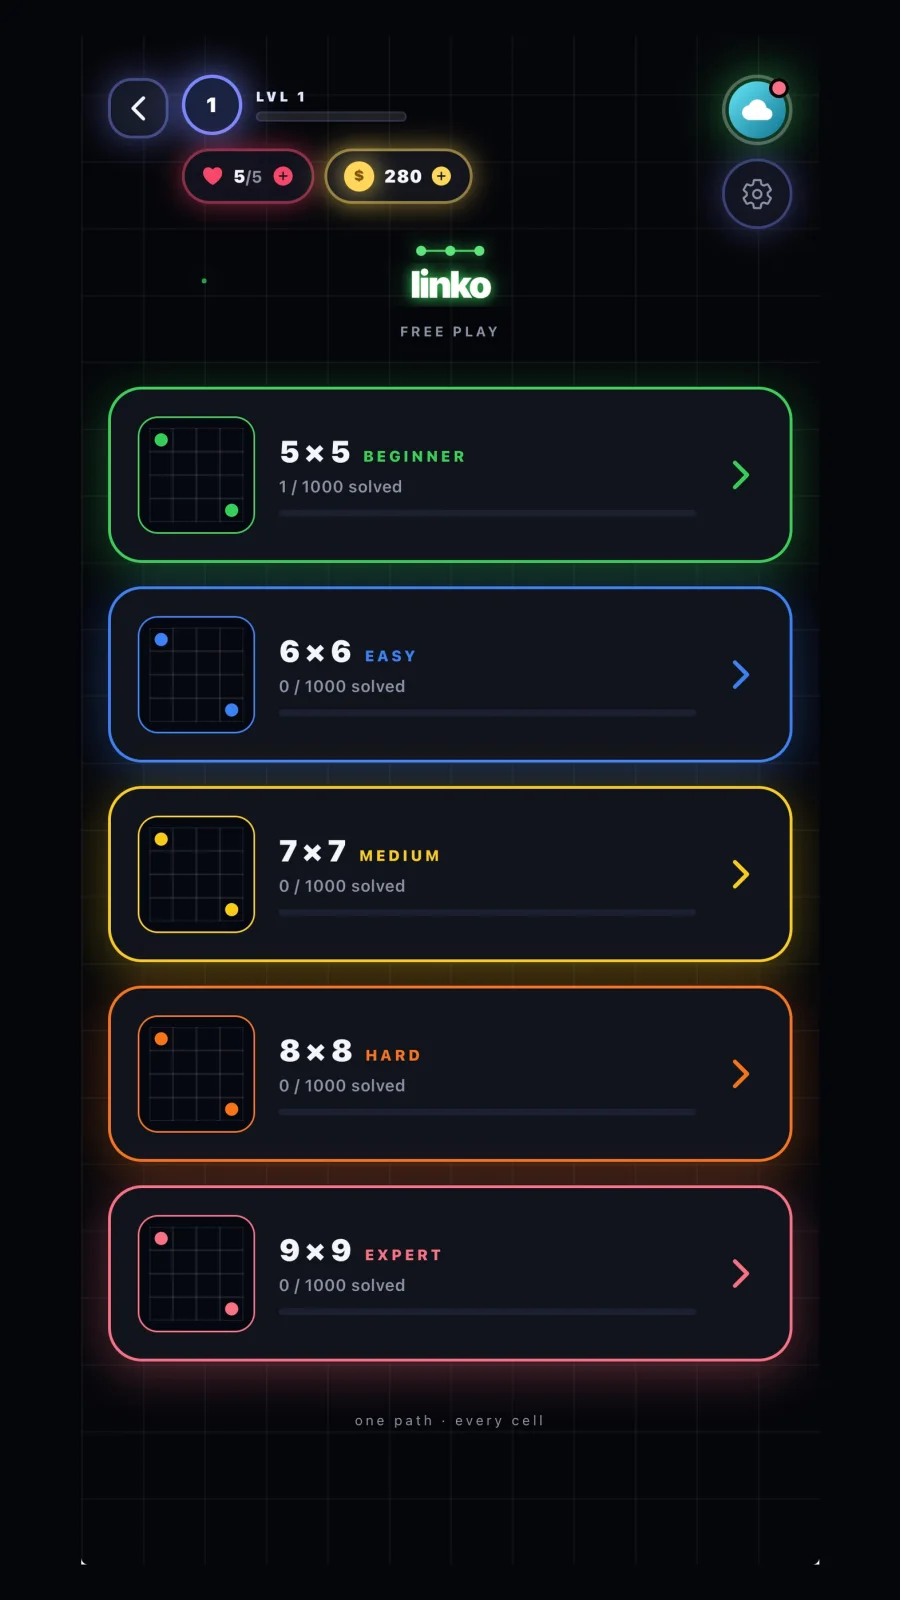 1
LVL 1
5/5 +
$ 280 +
linko
FREE PLAY
5×5 BEGINNER
1 / 1000 solved
6×6 EASY
0 / 1000 solved
7×7 MEDIUM
0 / 1000 solved
8×8 HARD
0 / 1000 solved
9×9 EXPERT
0 / 1000 solved
one path · every cell